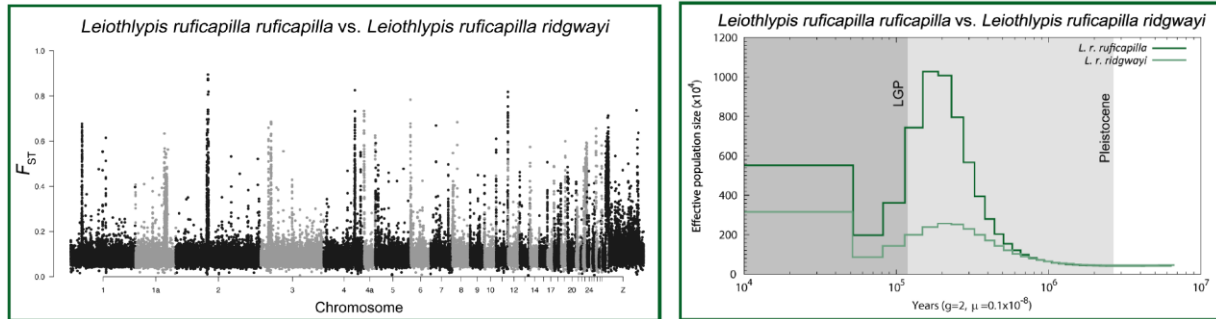 Leiothlypis ruficapilla ruficapilla vs. Leiothlypis ruficapilla ridgwayi
1.0
0.8
0.6
0.4
0.2
0.0
FST
1 1a 2 3 4 4a 5 6 7 8 9 10 12 14 17 20 24 Z
Chromosome
Leiothlypis ruficapilla ruficapilla vs. Leiothlypis ruficapilla ridgwayi
1200
1000
800
600
400
200
0
Effective population size (x10⁴)
L. r. ruficapilla
L. r. ridgwayi
LGP
Pleistocene
10⁴ 10⁵ 10⁶ 10⁷
Years (g=2, μ=0.1x10⁻⁸)